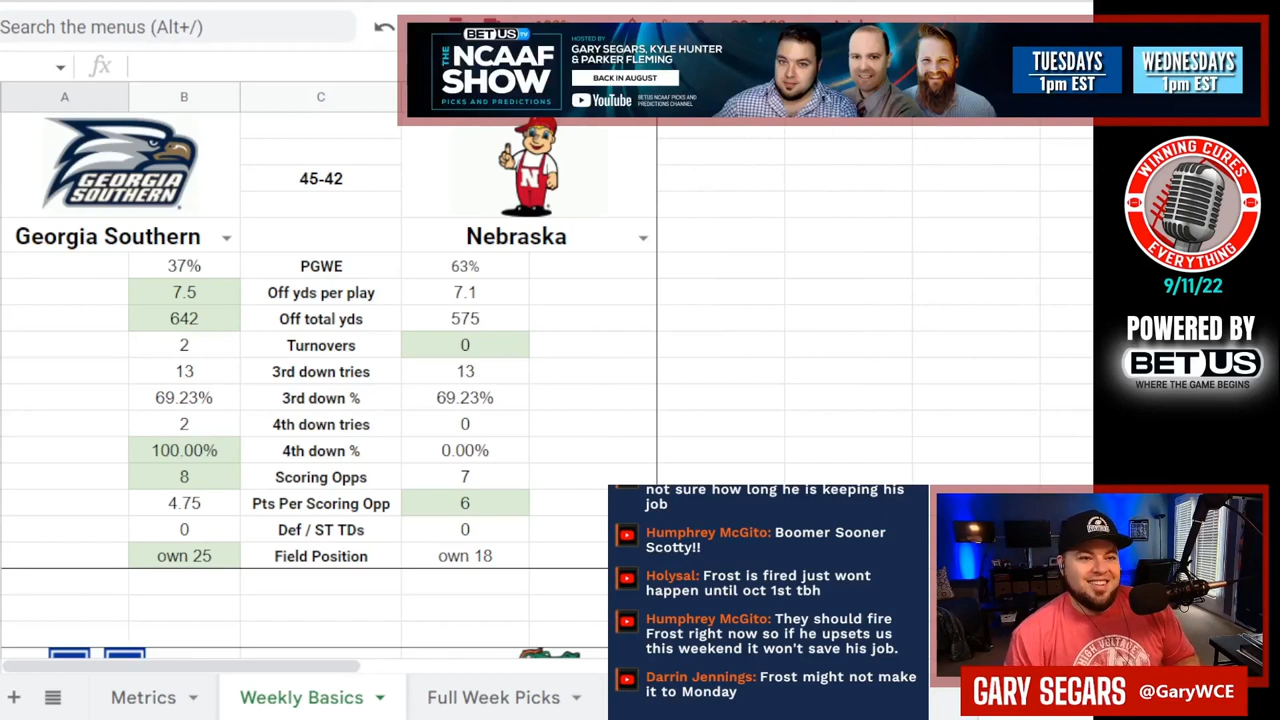 Search the menus (Alt+/)
BETUS TV
THE NCAAF SHOW
PICKS AND PREDICTIONS
HOSTED BY
GARY SEGARS, KYLE HUNTER
& PARKER FLEMING
BACK IN AUGUST
YouTube
BETUS NCAAF PICKS AND
PREDICTIONS CHANNEL
TUESDAYS
1pm EST
WEDNESDAYS
1pm EST
fx
A B C
GEORGIA SOUTHERN
45-42
N
Georgia Southern Nebraska
37% PGWE 63%
7.5 Off yds per play 7.1
642 Off total yds 575
2 Turnovers 0
13 3rd down tries 13
69.23% 3rd down % 69.23%
2 4th down tries 0
100.00% 4th down % 0.00%
8 Scoring Opps 7
4.75 Pts Per Scoring Opp 6
0 Def / ST TDs 0
own 25 Field Position own 18
WINNING CURES EVERYTHING
9/11/22
POWERED BY
BETUS
WHERE THE GAME BEGINS
not sure how long he is keeping his
job
Humphrey McGito: Boomer Sooner
Scotty!!
Holysal: Frost is fired just wont
happen until oct 1st tbh
Humphrey McGito: They should fire
Frost right now so if he upsets us
this weekend it won't save his job.
Darrin Jennings: Frost might not make
it to Monday
HIGH VOLTAGE
GARY SEGARS @GaryWCE
+ Metrics Weekly Basics Full Week Picks